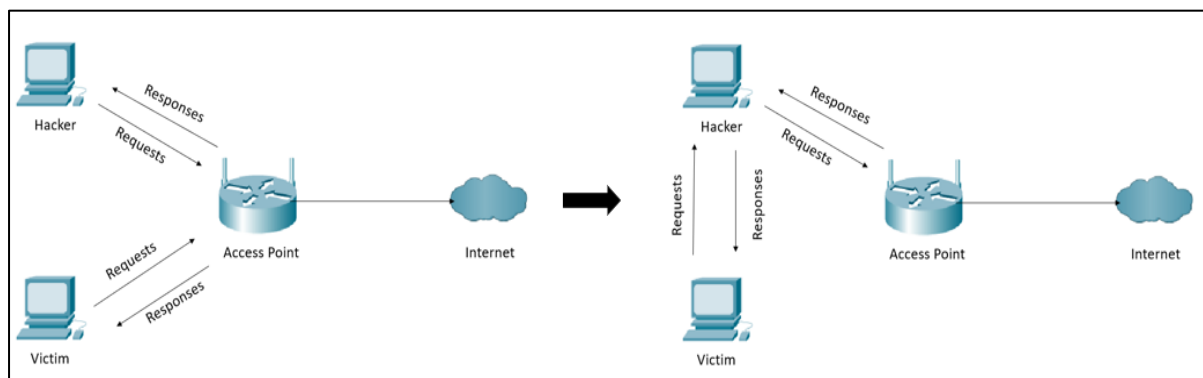 Hacker
Responses
Requests
Access Point
Internet
Requests
Responses
Victim
Hacker
Responses
Requests
Requests
Responses
Access Point
Internet
Victim